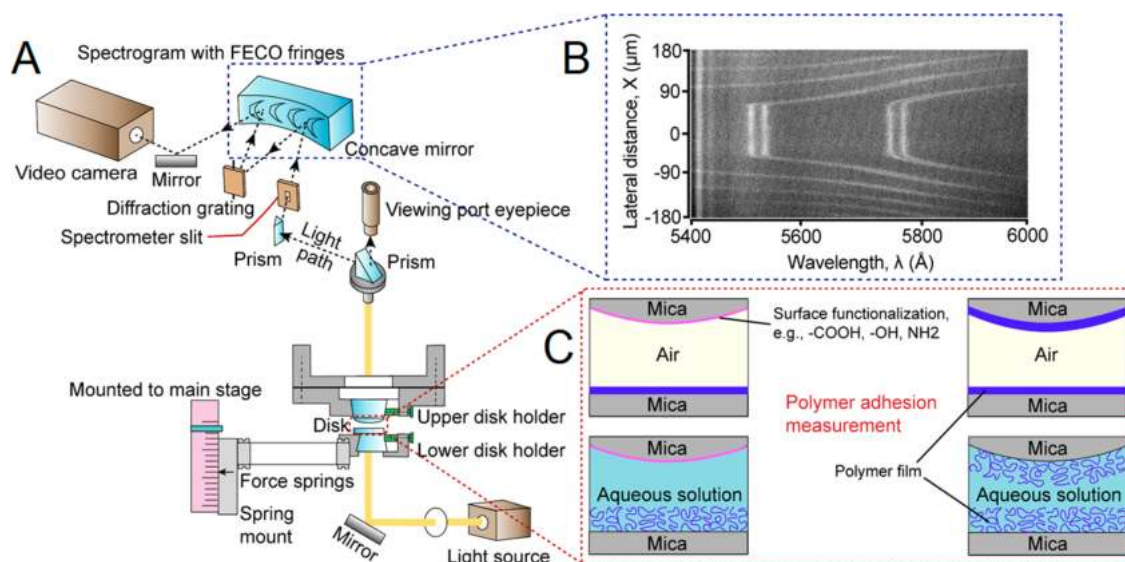 A
Spectrogram with FECO fringes
Video camera
Mirror
Concave mirror
Diffraction grating
Spectrometer slit
Prism
Light
path
Viewing port eyepiece
Prism
Mounted to main stage
Disk
Upper disk holder
Lower disk holder
Force springs
Spring
mount
Mirror
Light source
B
Lateral distance, X (μm)
180
90
0
-90
-180
5400
5600
5800
6000
Wavelength, λ (Å)
C
Mica
Surface functionalization,
e.g., -COOH, -OH, NH2
Air
Mica
Mica
Air
Mica
Polymer adhesion
measurement
Polymer film
Aqueous solution
Mica
Aqueous solution
Mica